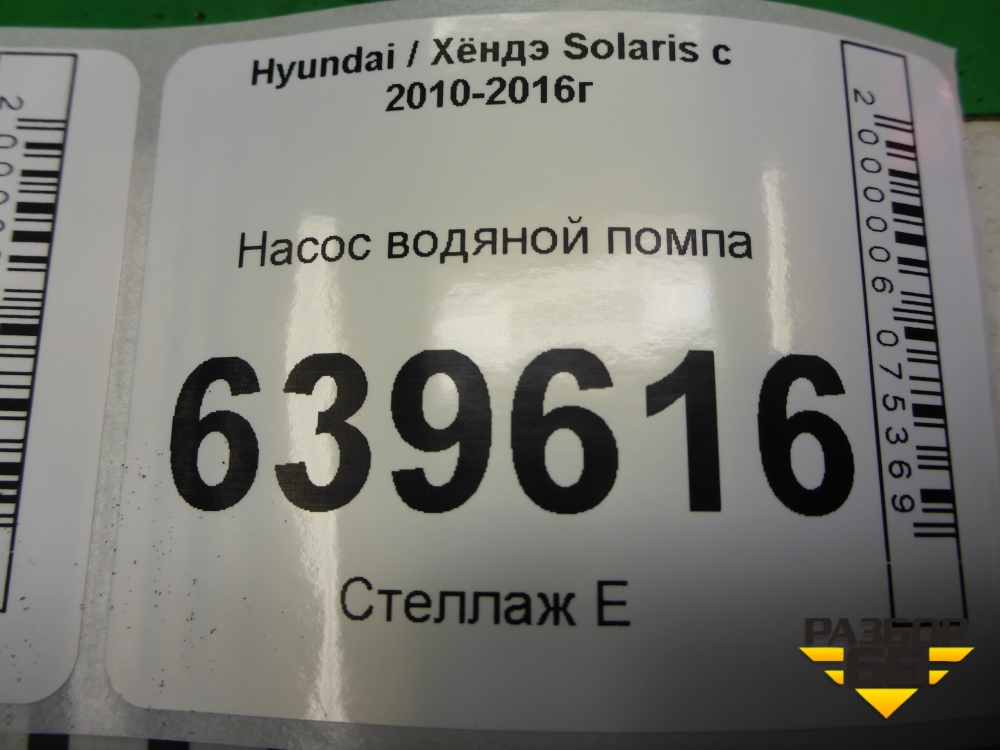 Hyundai / Хёндэ Solaris с
2010-2016г
Насос водяной помпа
639616
Стеллаж Е
2000006075369
РАЗБОР
66